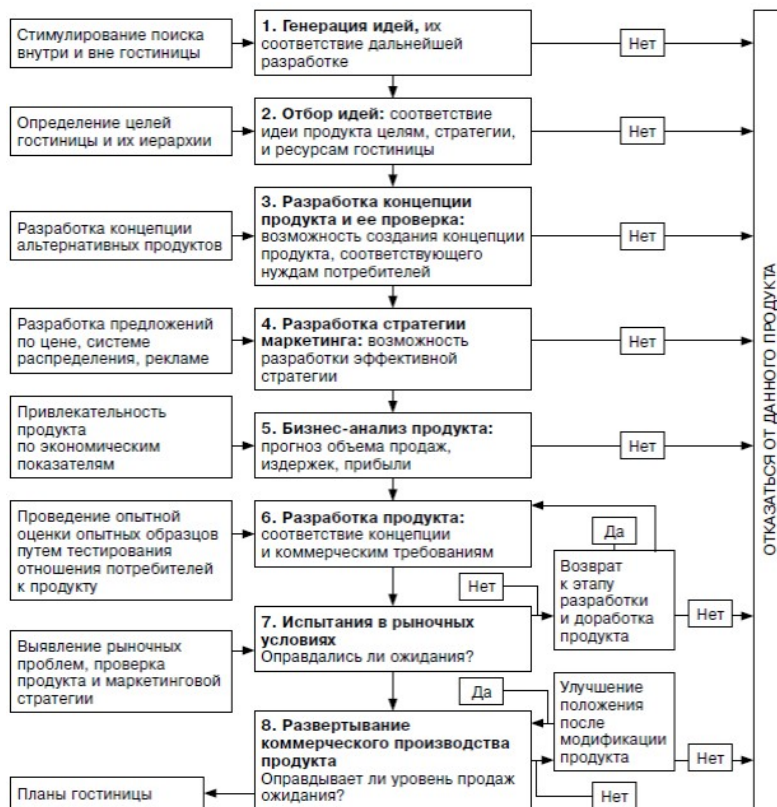 Стимулирование поиска
внутри и вне гостиницы
1. Генерация идей, их
соответствие дальнейшей
разработке
Нет
Определение целей
гостиницы и их иерархии
2. Отбор идей: соответствие
идеи продукта целям, стратегии,
и ресурсам гостиницы
Нет
Разработка концепции
альтернативных продуктов
3. Разработка концепции
продукта и ее проверка:
возможность создания концепции
продукта, соответствующего
нуждам потребителей
Нет
Разработка предложений
по цене, системе
распределения, рекламе
4. Разработка стратегии
маркетинга: возможность
разработки эффективной
стратегии
Нет
Привлекательность
продукта
по экономическим
показателям
5. Бизнес-анализ продукта:
прогноз объема продаж,
издержек, прибыли
Нет
Проведение опытной
оценки опытных образцов
путем тестирования
отношения потребителей
к продукту
6. Разработка продукта:
соответствие концепции
и коммерческим требованиям
Да
Нет
Возврат
к этапу
разработки
и доработка
продукта
Нет
Выявление рыночных
проблем, проверка
продукта и маркетинговой
стратегии
7. Испытания в рыночных
условиях
Оправдались ли ожидания?
Да
Улучшение
положения
после
модификации
продукта
Нет
8. Развертывание
коммерческого производства
продукта
Оправдывает ли уровень продаж
ожидания?
Нет
Планы гостиницы
ОТКАЗАТЬСЯ ОТ ДАННОГО ПРОДУКТА